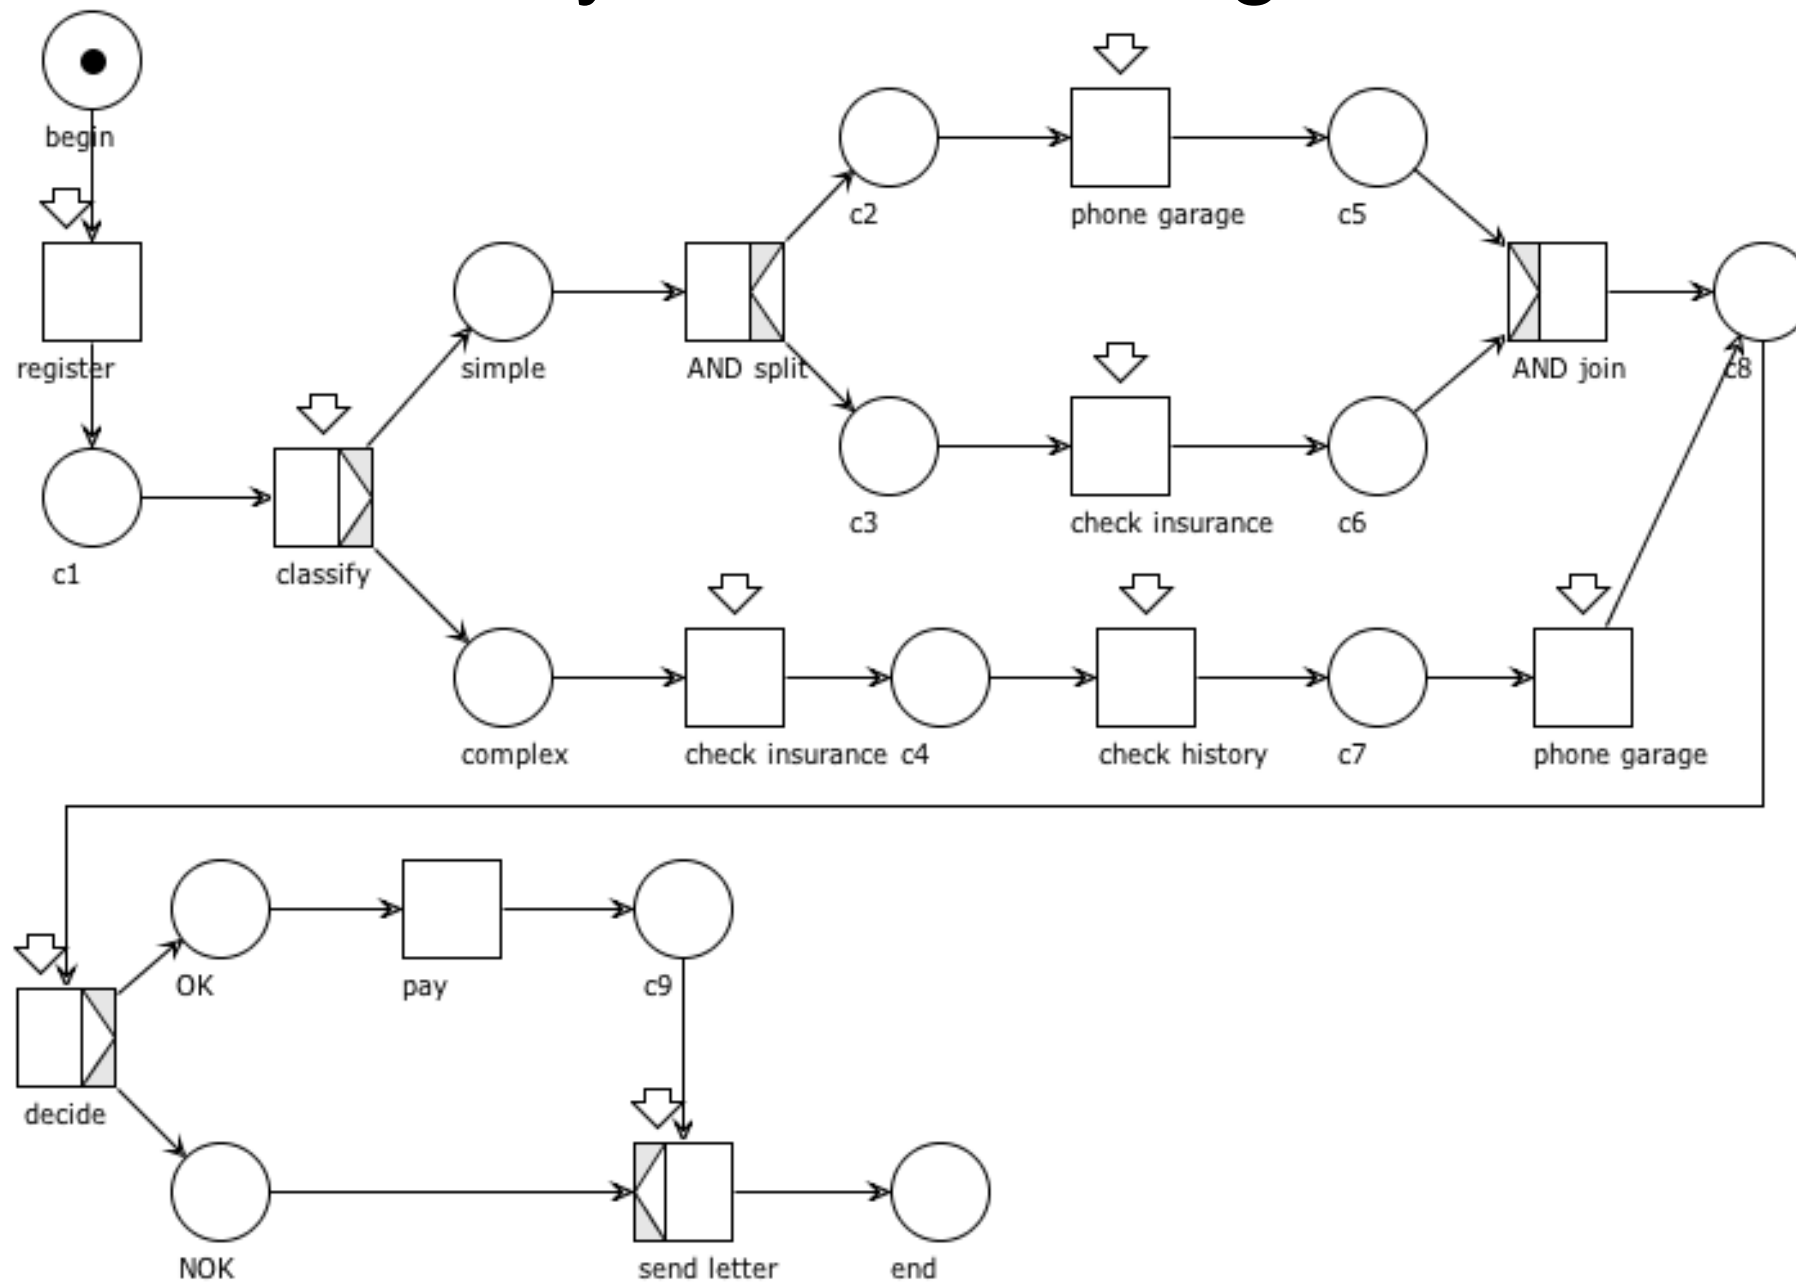 begin
register
c1
classify
simple
complex
AND split
c2
c3
phone garage
check insurance
c5
c6
AND join
c8
check insurance
c4
check history
c7
phone garage
decide
OK
NOK
pay
c9
send letter
end